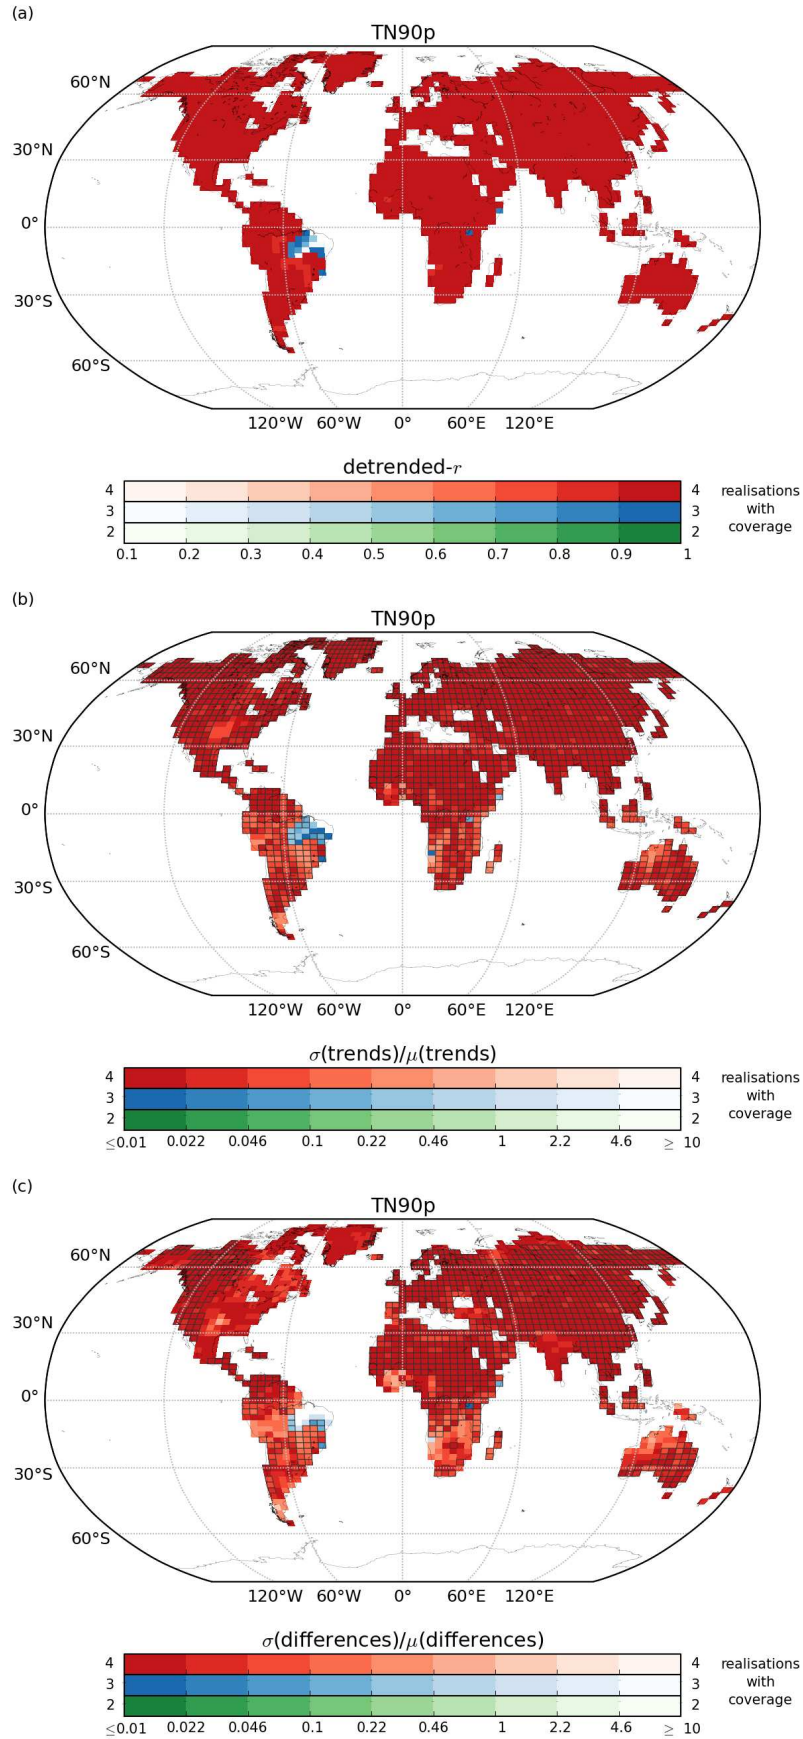 (a)
TN90p
60°N
30°N
0°
30°S
60°S
120°W 60°W 0° 60°E 120°E
detrended-r
4 4 realisations
3 3 with
2 2 coverage
0.1 0.2 0.3 0.4 0.5 0.6 0.7 0.8 0.9 1
(b)
TN90p
60°N
30°N
0°
30°S
60°S
120°W 60°W 0° 60°E 120°E
σ(trends)/μ(trends)
4 4 realisations
3 3 with
2 2 coverage
≤0.01 0.022 0.046 0.1 0.22 0.46 1 2.2 4.6 ≥ 10
(c)
TN90p
60°N
30°N
0°
30°S
60°S
120°W 60°W 0° 60°E 120°E
σ(differences)/μ(differences)
4 4 realisations
3 3 with
2 2 coverage
≤0.01 0.022 0.046 0.1 0.22 0.46 1 2.2 4.6 ≥ 10